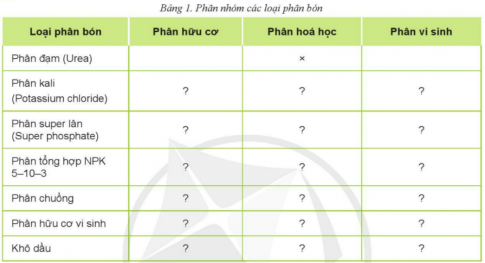 Bảng 1. Phân nhóm các loại phân bón
Loại phân bón Phân hữu cơ Phân hoá học Phân vi sinh
Phân đạm (Urea) ×
Phân kali
(Potassium chloride) ? ? ?
Phân super lân
(Super phosphate) ? ? ?
Phân tổng hợp NPK
5–10–3 ? ? ?
Phân chuồng ? ? ?
Phân hữu cơ vi sinh ? ? ?
Khô dầu ? ? ?